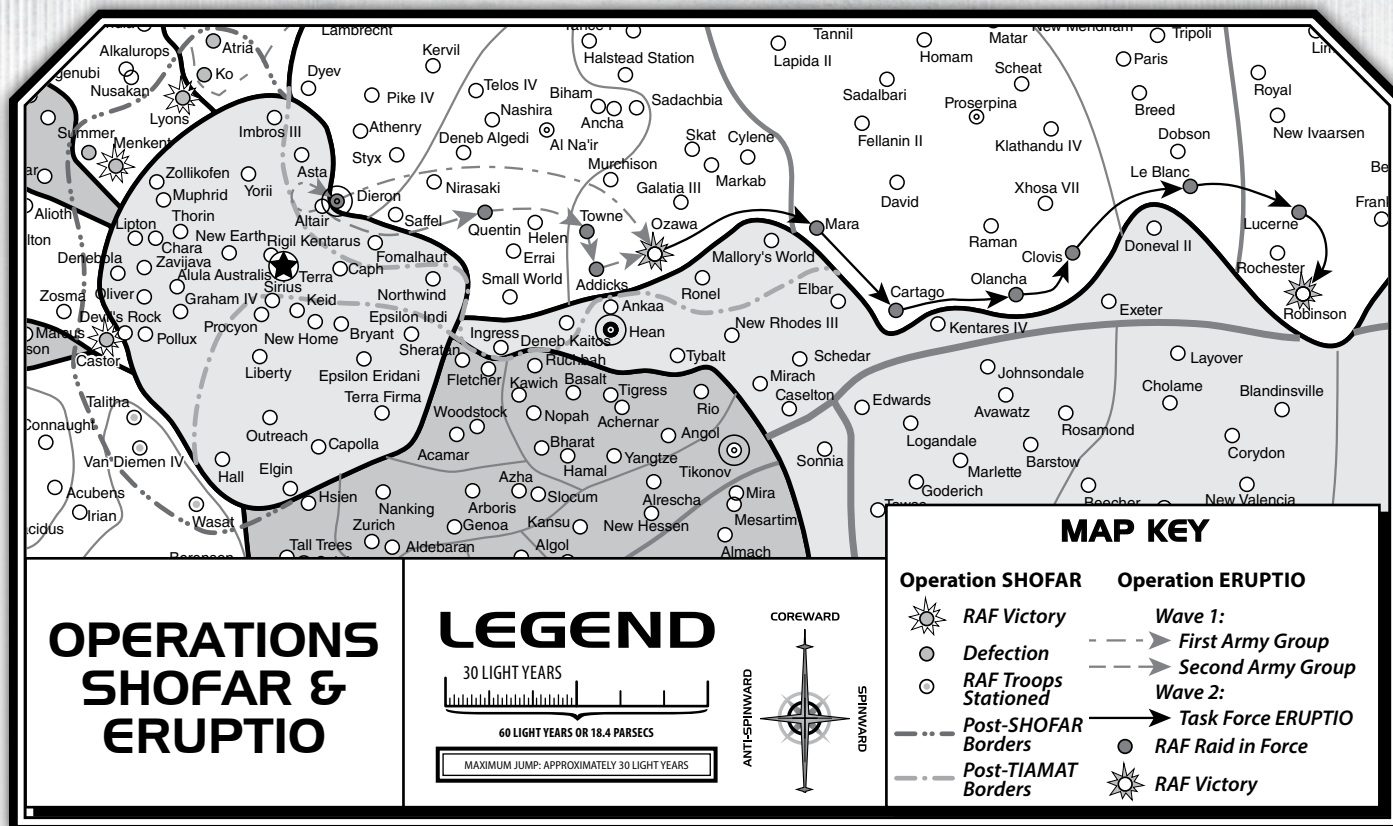 Lambrecht
Tannil
Matar
Tripoli
Alkalurops
Atria
Kervil
Halstead Station
Lapida II
Homam
Paris
Nusakan
Ko
Dyev
Telos IV
Biham
Sadachbia
Scheat
Royal
Lyons
Pike IV
Nashira
Ancha
Sadalbari
Proserpina
Breed
New Ivaarsen
Summer
Imbros III
Athenry
Deneb Algedi
Al Na'ir
Skat
Cylene
Fellanin II
Klathandu IV
Dobson
Menkent
Styx
Murchison
Markab
Le Blanc
Zollikofen
Asta
Yorii
Muphrid
Dieron
Nirasaki
Galatia III
David
Xhosa VII
Alioth
Thorin
Altair
Saffel
Quentin
Towne
Ozawa
Mara
Lucerne
Lipton
New Earth
Rigil Kentarus
Helen
Raman
Doneval II
Chara
Fomalhaut
Errai
Mallory's World
Clovis
Denebola
Zavijava
Alula Australis
Terra
Caph
Small World
Addicks
Olancha
Rochester
Sirius
Zosma
Oliver
Graham IV
Keid
Northwind
Ronel
Elbar
Cartago
Robinson
Devil's Rock
Procyon
Epsilon Indi
Ankaa
Exeter
Marcus
Pollux
New Home
Bryant
Ingress
Deneb Kaitos
Hean
New Rhodes III
Kentares IV
Castor
Sheratan
Ruchbah
Tybalt
Schedar
Layover
Liberty
Epsilon Eridani
Fletcher
Kawich
Basalt
Tigress
Mirach
Johnsondale
Cholame
Blandinsville
Talitha
Terra Firma
Woodstock
Nopah
Achernar
Rio
Caselton
Edwards
Avawatz
Connaught
Outreach
Capolla
Acamar
Bharat
Angol
Logandale
Rosamond
Van Diemen IV
Hamal
Yangtze
Tikonov
Sonnia
Marlette
Barstow
Corydon
Hall
Elgin
Azha
Acubens
Hsien
Nanking
Arboris
Slocum
Alrescha
Mira
Goderich
New Valencia
Irian
Wasat
Zurich
Genoa
Kansu
New Hessen
Mesartim
Tall Trees
Aldebaran
Algol
Almach
OPERATIONS
SHOFAR &
ERUPTIO
LEGEND
30 LIGHT YEARS
60 LIGHT YEARS OR 18.4 PARSECS
MAXIMUM JUMP: APPROXIMATELY 30 LIGHT YEARS
COREWARD
ANTI-SPINWARD
SPINWARD
MAP KEY
Operation SHOFAR
RAF Victory
Defection
RAF Troops
Stationed
Post-SHOFAR
Borders
Post-TIAMAT
Borders
Operation ERUPTIO
Wave 1:
First Army Group
Second Army Group
Wave 2:
Task Force ERUPTIO
RAF Raid in Force
RAF Victory